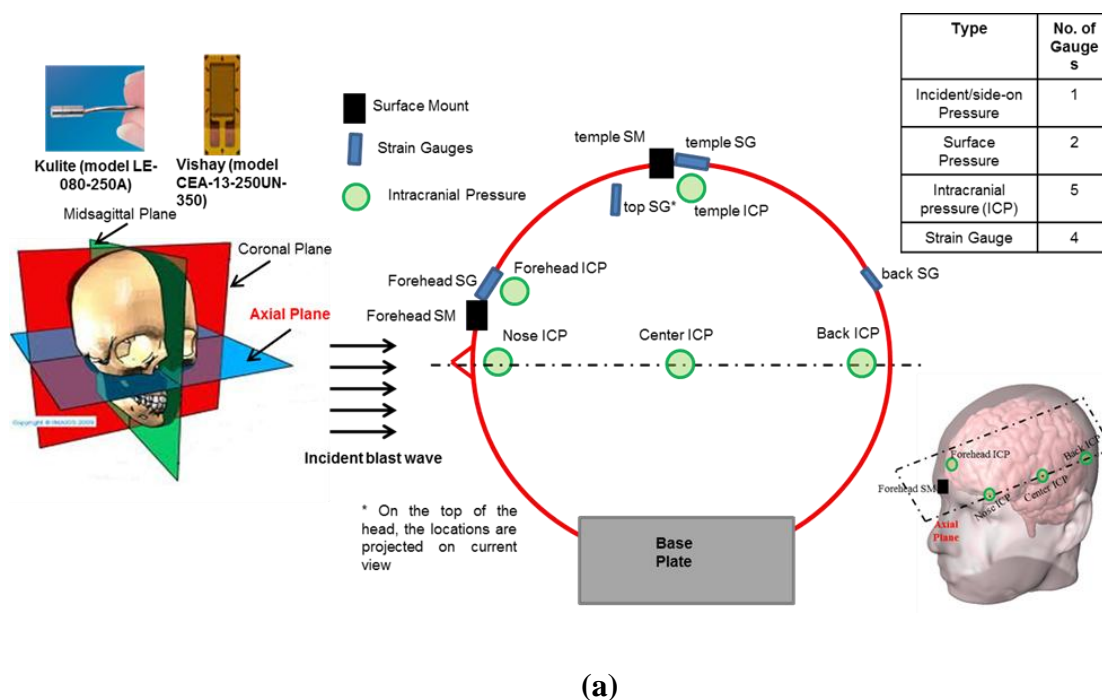 Kulite (model LE-
080-250A)
Vishay (model
CEA-13-250UN-
350)
Midsagittal Plane
Coronal Plane
Axial Plane
Surface Mount
Strain Gauges
Intracranial Pressure
temple SM
temple SG
top SG*
temple ICP
Forehead SG
Forehead ICP
Forehead SM
back SG
Nose ICP
Center ICP
Back ICP
Incident blast wave
* On the top of the
head, the locations are
projected on current
view
Base
Plate
Type
No. of
Gauge
s
Incident/side-on
Pressure
1
Surface
Pressure
2
Intracranial
pressure (ICP)
5
Strain Gauge
4
Forehead ICP
Back ICP
Forehead SM
Nose ICP
Center ICP
Axial
Plane
(a)